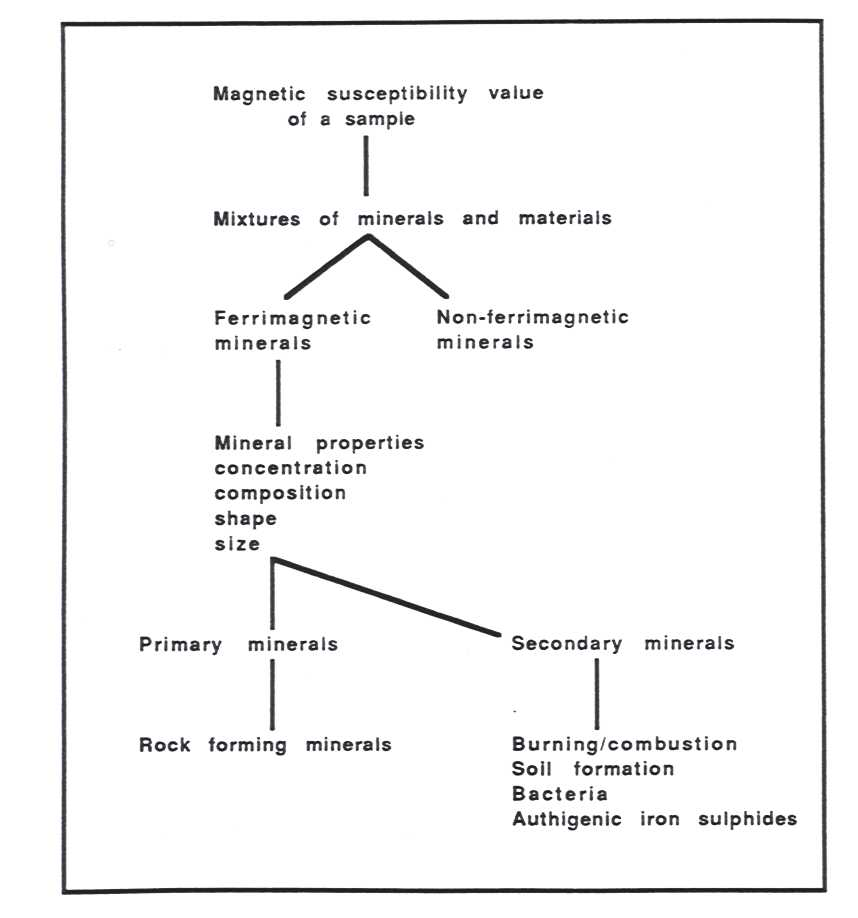 Magnetic susceptibility value
of a sample
Mixtures of minerals and materials
Ferrimagnetic
minerals
Non-ferrimagnetic
minerals
Mineral properties
concentration
composition
shape
size
Primary minerals
Secondary minerals
Rock forming minerals
Burning/combustion
Soil formation
Bacteria
Authigenic iron sulphides